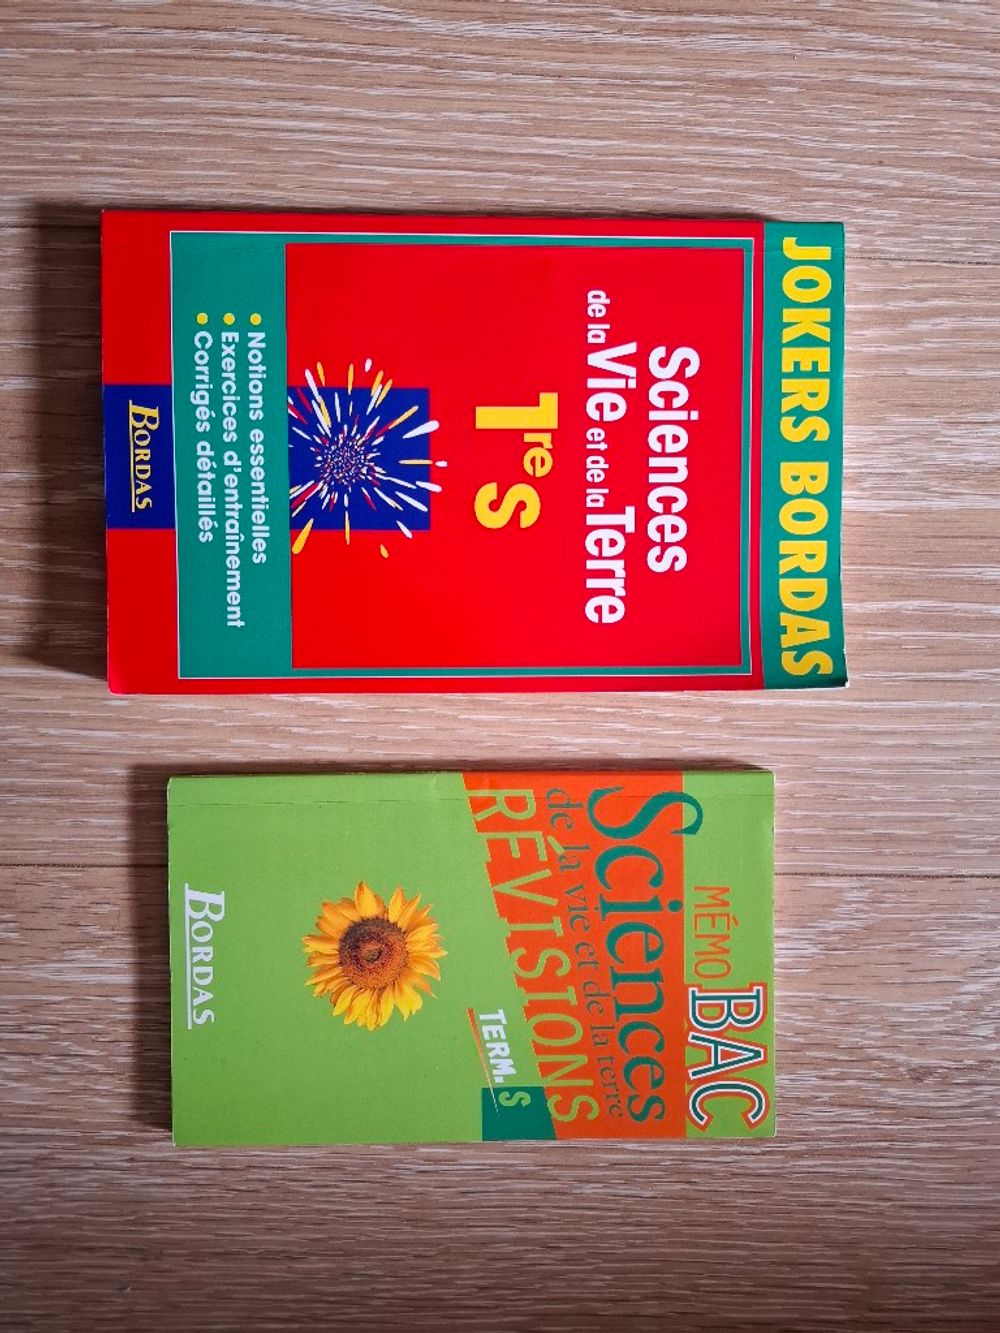 JOKERS BORDAS
Sciences
de la Vie et de la Terre
1re S
• Notions essentielles
• Exercices d'entraînement
• Corrigés détaillés
BORDAS
MÉMO BAC
Sciences
de la vie et de la terre
RÉVISIONS
TERM. S
BORDAS